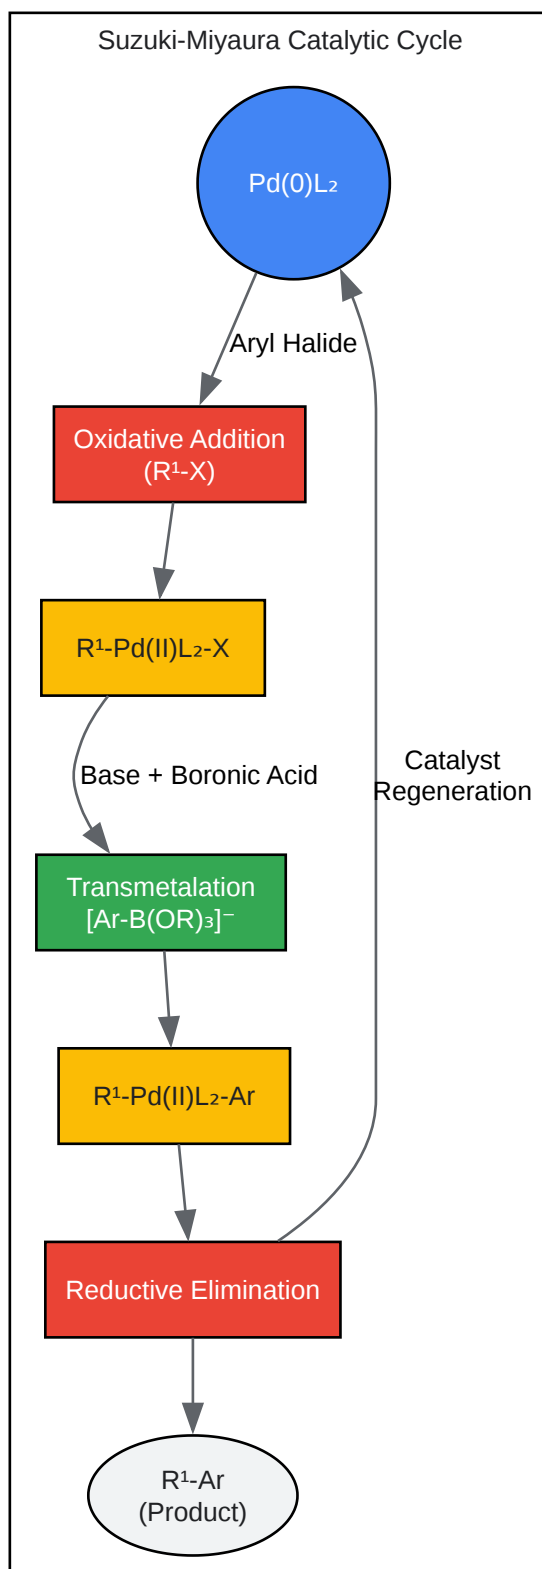 Suzuki-Miyaura Catalytic Cycle
Pd(0)L₂
Aryl Halide
Oxidative Addition
(R¹-X)
R¹-Pd(II)L₂-X
Base + Boronic Acid
Catalyst
Regeneration
Transmetalation
[Ar-B(OR)₃]⁻
R¹-Pd(II)L₂-Ar
Reductive Elimination
R¹-Ar
(Product)